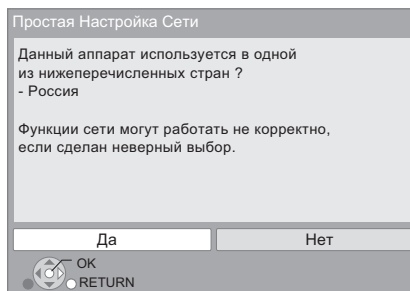 Простая Настройка Сети
Данный аппарат используется в одной
из нижеперечисленных стран ?
- Россия
Функции сети могут работать не корректно,
если сделан неверный выбор.
Да
Нет
OK
RETURN